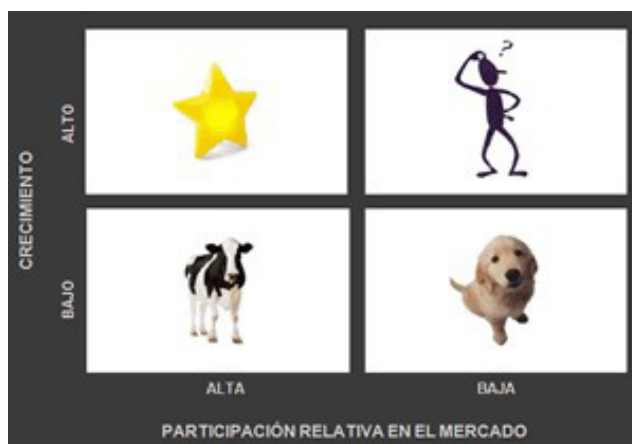 ?
ALTO
CRECIMIENTO
BAJO
ALTA
BAJA
PARTICIPACIÓN RELATIVA EN EL MERCADO